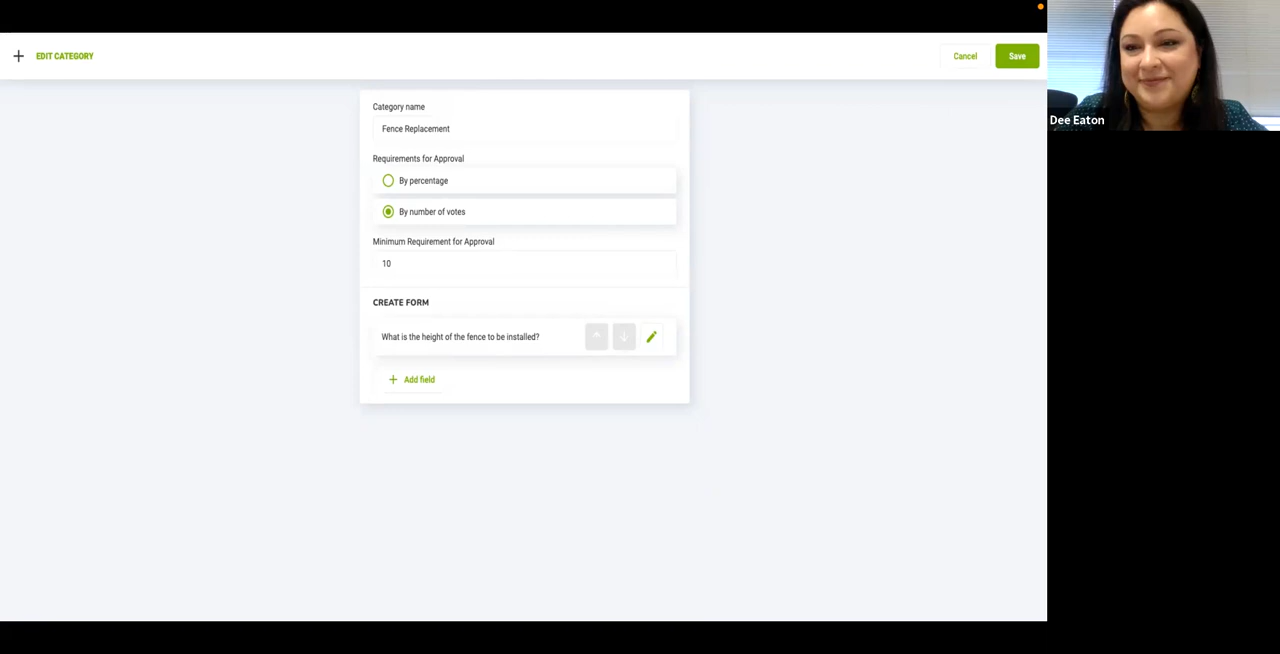 EDIT CATEGORY
Cancel
Save
Category name
Fence Replacement
Requirements for Approval
By percentage
By number of votes
Minimum Requirement for Approval
10
CREATE FORM
What is the height of the fence to be installed?
Add field
Dee Eaton